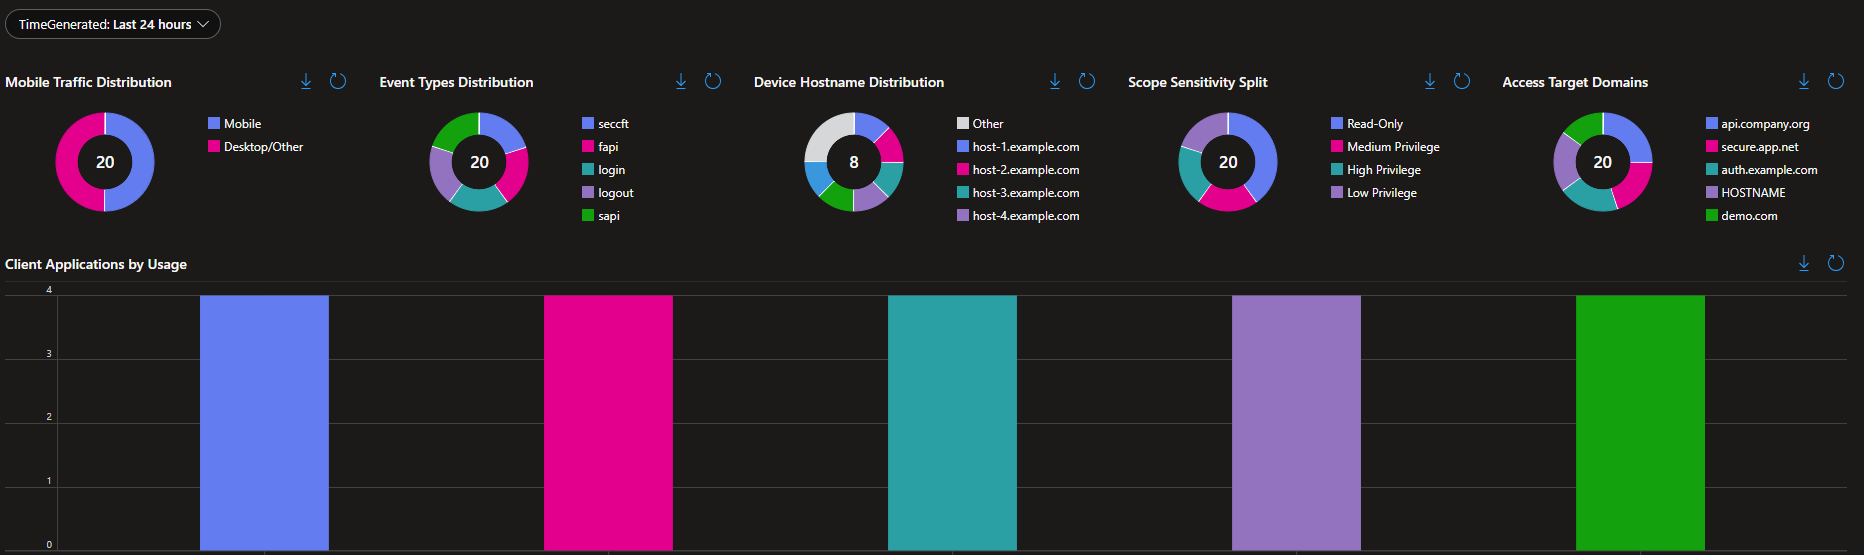 TimeGenerated: Last 24 hours
Mobile Traffic Distribution
20
Mobile
Desktop/Other
Event Types Distribution
20
seccft
fapi
login
logout
sapi
Device Hostname Distribution
8
Other
host-1.example.com
host-2.example.com
host-3.example.com
host-4.example.com
Scope Sensitivity Split
20
Read-Only
Medium Privilege
High Privilege
Low Privilege
Access Target Domains
20
api.company.org
secure.app.net
auth.example.com
HOSTNAME
demo.com
Client Applications by Usage
4
3
2
1
0